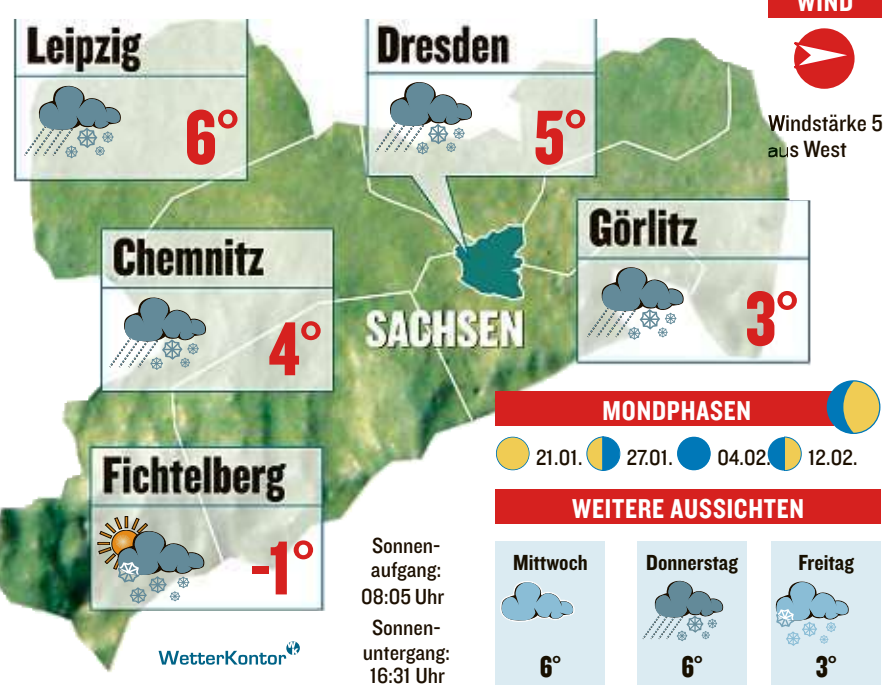 Leipzig
6°
Dresden
5°
WIND
Windstärke 5
aus West
Chemnitz
4°
Görlitz
3°
SACHSEN
Fichtelberg
-1°
MONDPHASEN
21.01. 27.01. 04.02. 12.02.
Sonnen-
aufgang:
08:05 Uhr
Sonnen-
untergang:
16:31 Uhr
WEITERE AUSSICHTEN
Mittwoch
6°
Donnerstag
6°
Freitag
3°
WetterKontor